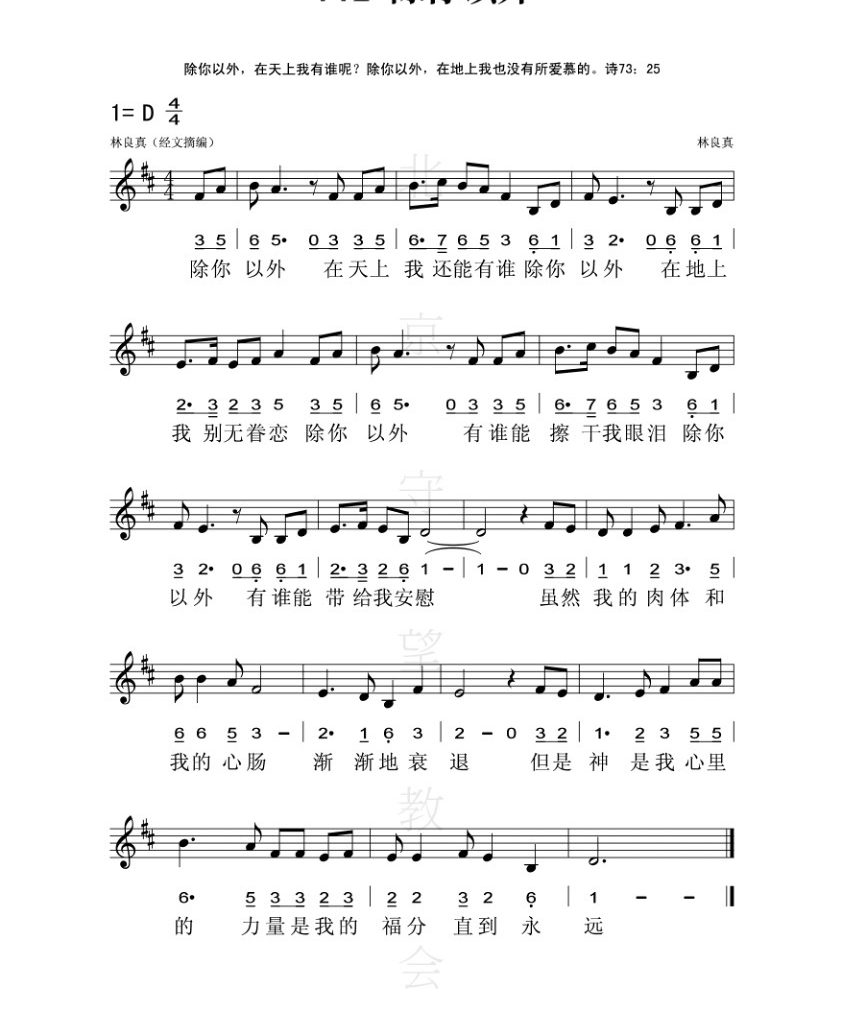 除你以外，在天上我有谁呢？除你以外，在地上我也没有所爱慕的。诗73：25
1= D 4/4
林良真（经文摘编） 林良真
3 5 | 6 5• 0 3 3 5 | 6• 7 6 5 3 6 1 | 3 2• 0 6 6 1 |
除你 以外 在天上 我 还能有谁 除你 以外 在地上
2• 3 2 3 5 3 5 | 6 5• 0 3 3 5 | 6• 7 6 5 3 6 1 |
我 别无眷恋 除你 以外 有谁能 擦 干我眼泪 除你
3 2• 0 6 6 1 | 2• 3 2 6 1 – | 1 – 0 3 2 | 1 1 2 3• 5 |
以外 有谁能 带给我安慰 虽然 我的肉体和
6 6 5 3 – | 2• 1 6 3 | 2 – 0 3 2 | 1• 2 3 5 5 |
我的心肠 渐 渐地衰 退 但是 神 是我心里
6• 5 3 3 2 3 | 2 2 3 2 6 | 1 – – ‖
的 力量是我的 福分 直到永 远
北京守望教会